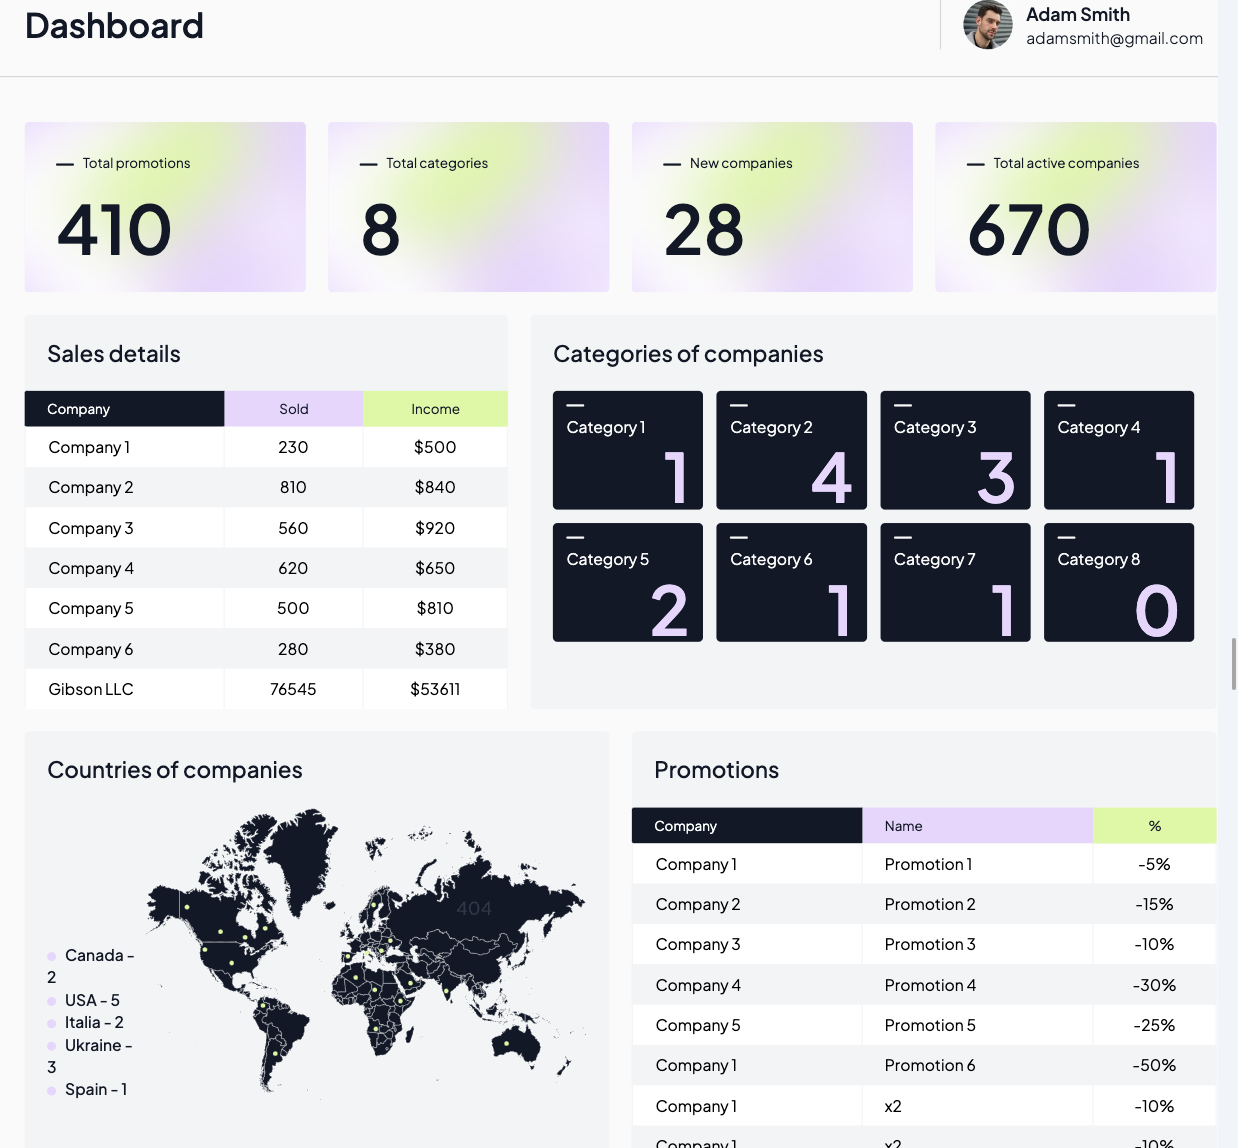 Dashboard
Adam Smith
adamsmith@gmail.com
Total promotions
410
Total categories
8
New companies
28
Total active companies
670
Sales details
Company Sold Income
Company 1 230 $500
Company 2 810 $840
Company 3 560 $920
Company 4 620 $650
Company 5 500 $810
Company 6 280 $380
Gibson LLC 76545 $53611
Categories of companies
Category 1
1
Category 2
4
Category 3
3
Category 4
1
Category 5
2
Category 6
1
Category 7
1
Category 8
0
Countries of companies
404
Canada -
2
USA - 5
Italia - 2
Ukraine -
3
Spain - 1
Promotions
Company Name %
Company 1 Promotion 1 -5%
Company 2 Promotion 2 -15%
Company 3 Promotion 3 -10%
Company 4 Promotion 4 -30%
Company 5 Promotion 5 -25%
Company 1 Promotion 6 -50%
Company 1 x2 -10%
Company 1 x2 -10%